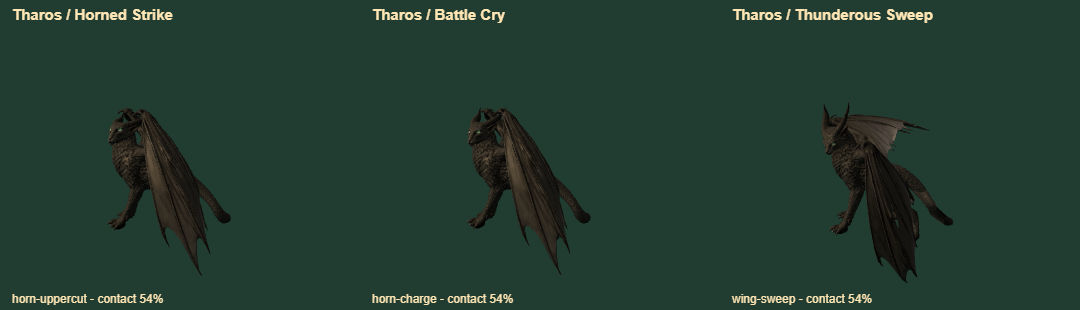 Tharos / Horned Strike
Tharos / Battle Cry
Tharos / Thunderous Sweep
horn-uppercut - contact 54%
horn-charge - contact 54%
wing-sweep - contact 54%